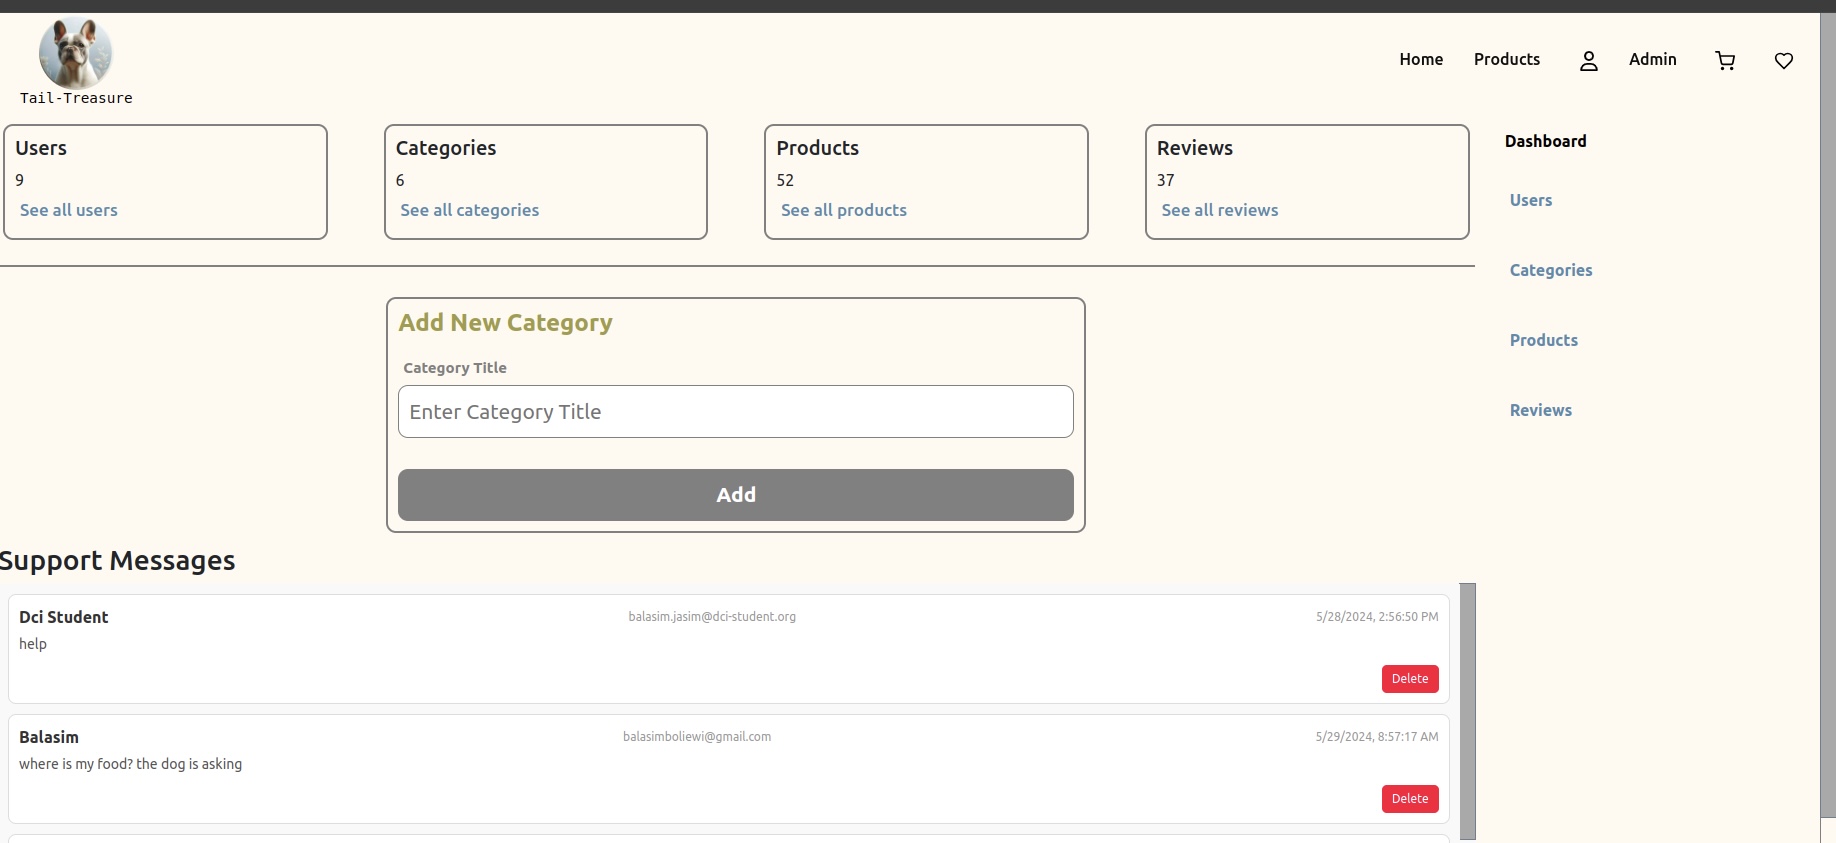 Tail-Treasure
Home
Products
Admin
Users
9
See all users
Categories
6
See all categories
Products
52
See all products
Reviews
37
See all reviews
Dashboard
Users
Categories
Products
Reviews
Add New Category
Category Title
Enter Category Title
Add
Support Messages
Dci Student
balasim.jasim@dci-student.org
5/28/2024, 2:56:50 PM
help
Delete
Balasim
balasimboliewi@gmail.com
5/29/2024, 8:57:17 AM
where is my food? the dog is asking
Delete